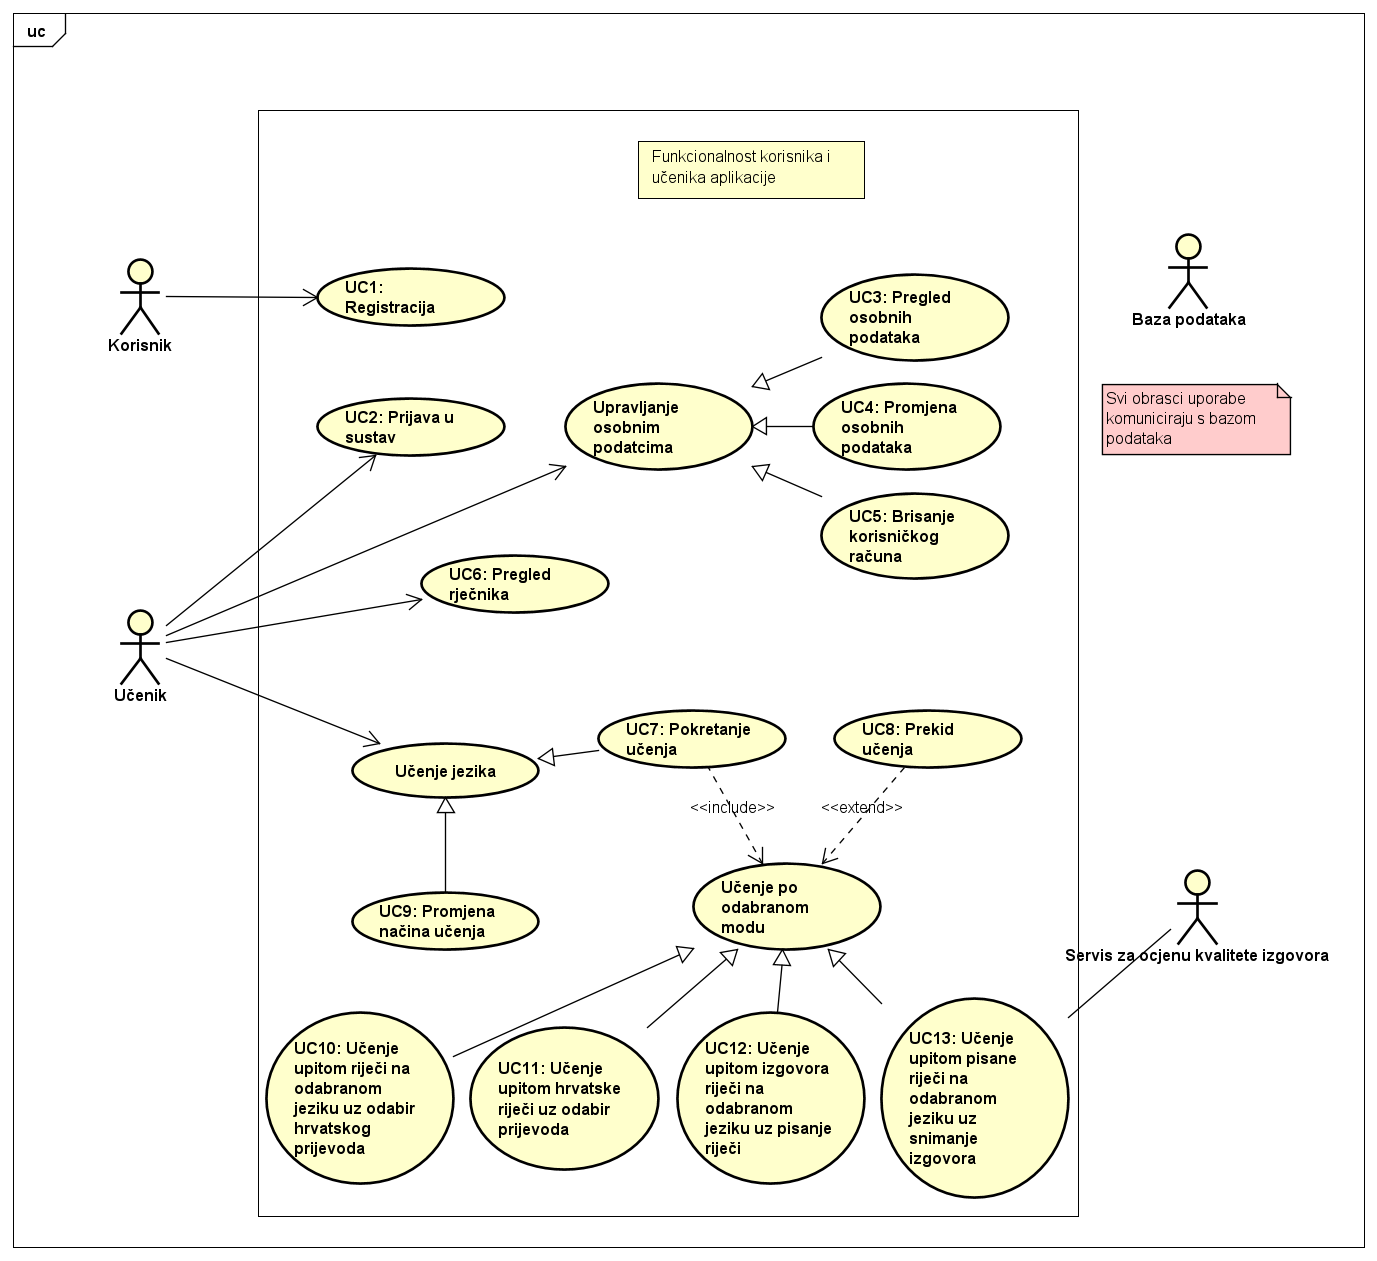 uc
Funkcionalnost korisnika i
učenika aplikacije
Korisnik
UC1:
Registracija
UC2: Prijava u
sustav
Upravljanje
osobnim
podatcima
UC3: Pregled
osobnih
podataka
UC4: Promjena
osobnih
podataka
UC5: Brisanje
korisničkog
računa
Baza podataka
Svi obrasci uporabe
komuniciraju s bazom
podataka
UC6: Pregled
rječnika
Učenik
Učenje jezika
UC7: Pokretanje
učenja
UC8: Prekid
učenja
<<include>>
<<extend>>
UC9: Promjena
načina učenja
Učenje po
odabranom
modu
Servis za ocjenu kvalitete izgovora
UC10: Učenje
upitom riječi na
odabranom
jeziku uz odabir
hrvatskog
prijevoda
UC11: Učenje
upitom hrvatske
riječi uz odabir
prijevoda
UC12: Učenje
upitom izgovora
riječi na
odabranom
jeziku uz pisanje
riječi
UC13: Učenje
upitom pisane
riječi na
odabranom
jeziku uz
snimanje
izgovora